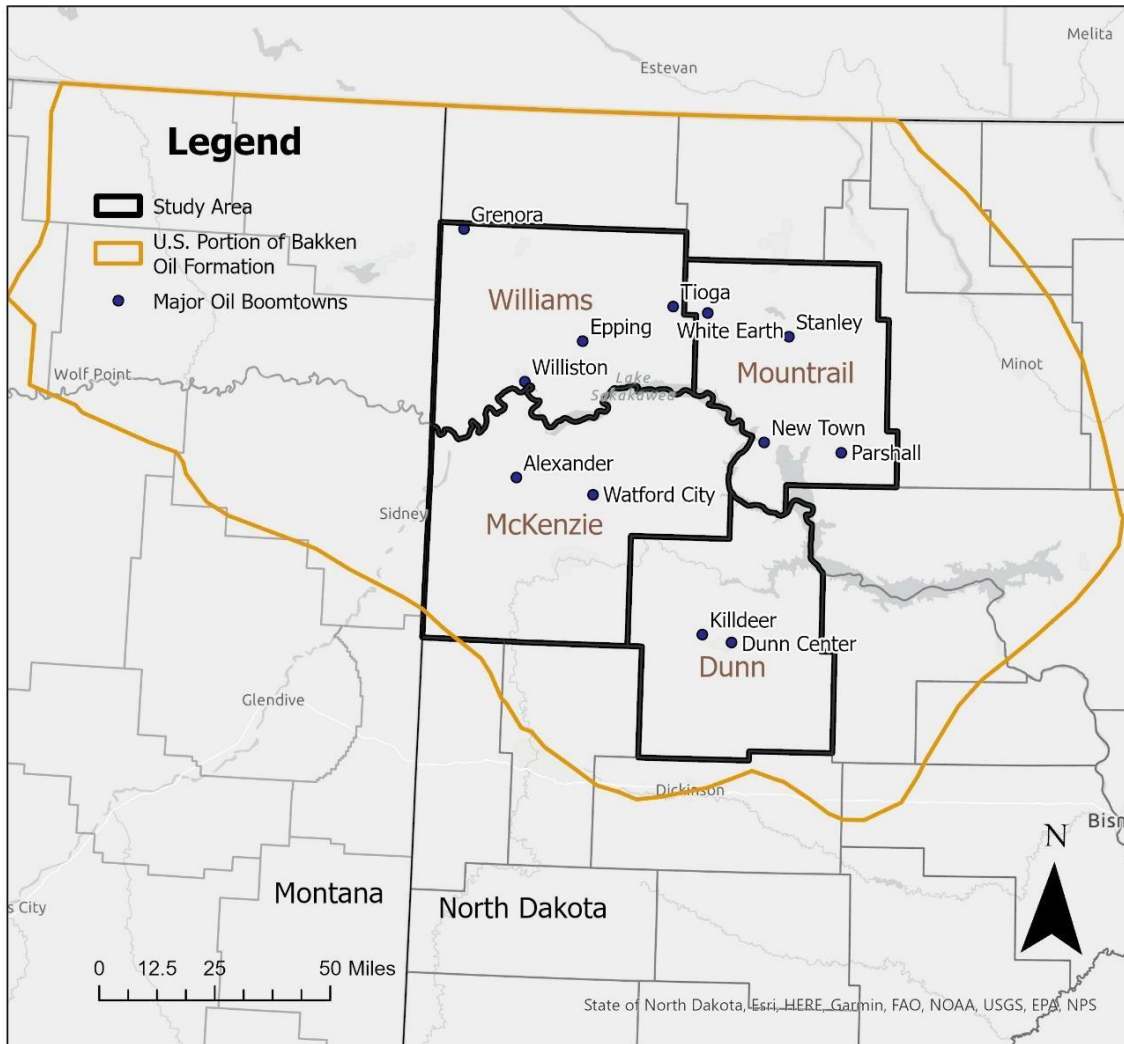 Melita
Estevan
Legend
Study Area
U.S. Portion of Bakken
Oil Formation
Major Oil Boomtowns
Grenora
Williams
Tioga
White Earth
Stanley
Epping
Mountrail
Minot
Williston
Lake
Sakakawea
Wolf Point
New Town
Parshall
Alexander
Watford City
Sidney
McKenzie
Killdeer
Dunn Center
Dunn
Glendive
Dickinson
Bism
N
Montana
North Dakota
s City
0 12.5 25 50 Miles
State of North Dakota, Esri, HERE, Garmin, FAO, NOAA, USGS, EPA, NPS